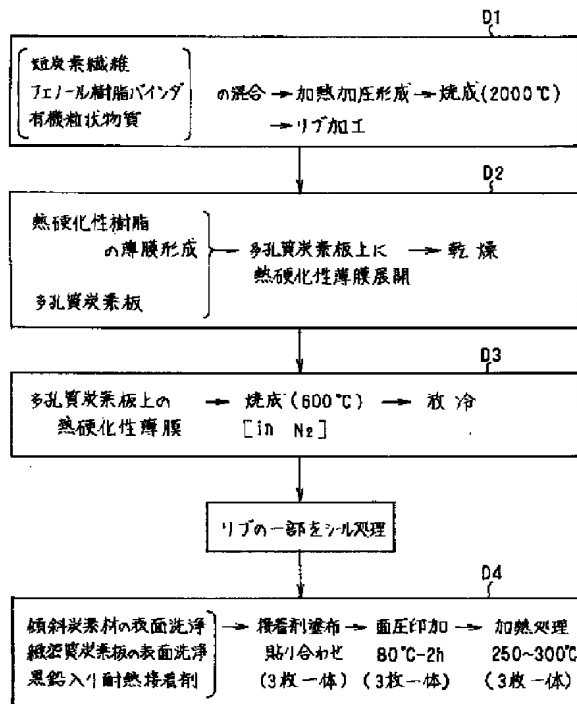 D1
短炭素繊維
フェノール樹脂バインダ
有機粒状物質
の混合→加熱加圧形成→焼成(2000℃)
→リブ加工
D2
熱硬化性樹脂
の薄膜形成
多孔質炭素板
多孔質炭素板上に
熱硬化性薄膜展開
→乾燥
D3
多孔質炭素板上の → 焼成(600℃) → 放冷
熱硬化性薄膜 [in N2]
リブの一部をシール処理
D4
傾斜炭素材の表面洗浄 → 接着剤塗布 → 面圧印加 → 加熱処理
緻密質炭素板の表面洗浄 貼り合わせ 80℃-2h 250~300℃
黒鉛入り耐熱接着剤 (3枚一体) (3枚一体) (3枚一体)